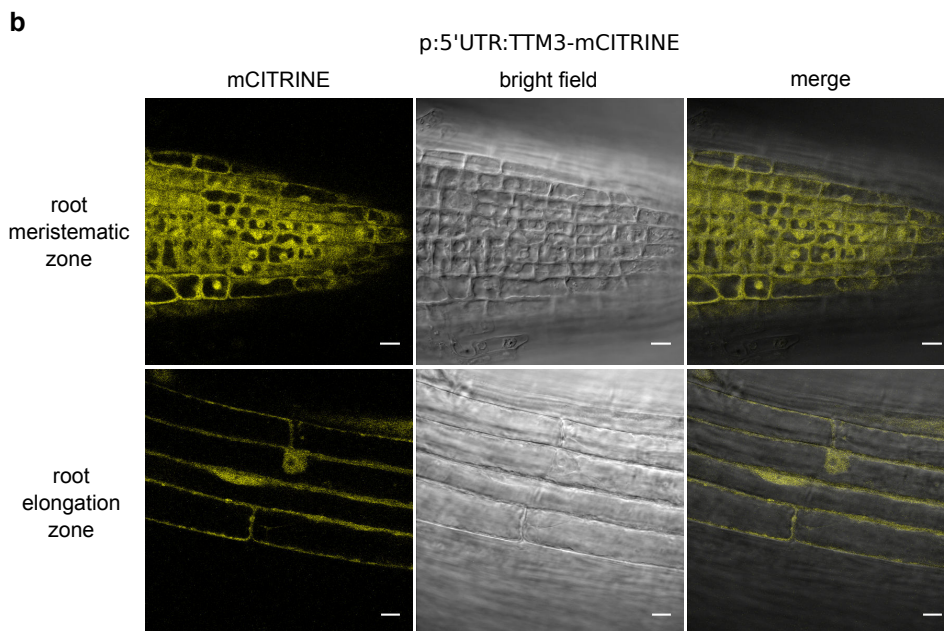 b
p:5'UTR:TTM3-mCITRINE
mCITRINE
bright field
merge
root
meristematic
zone
root
elongation
zone